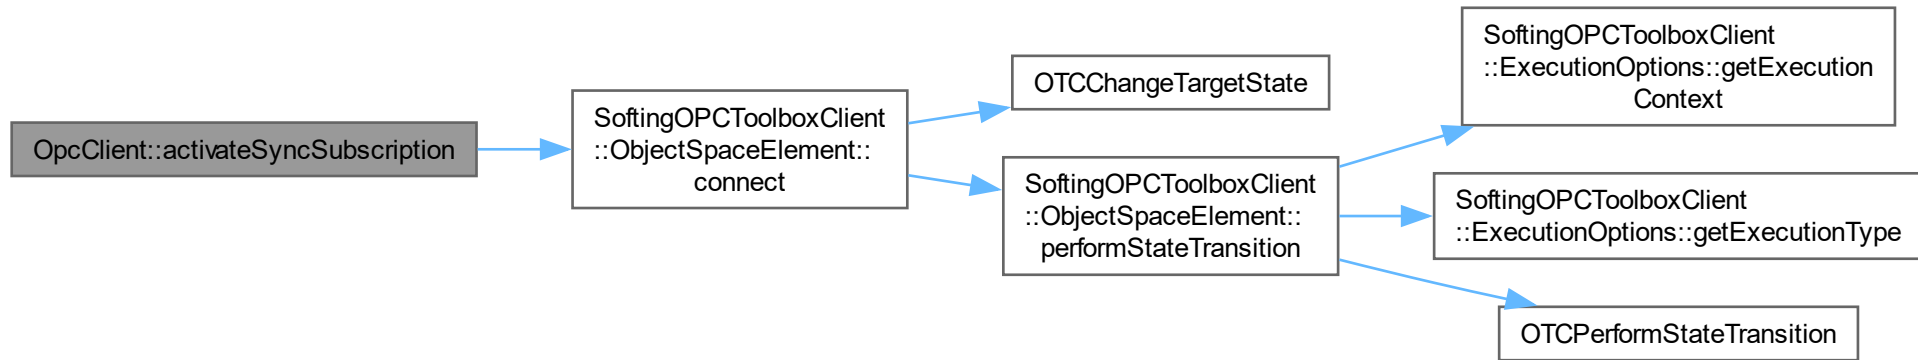 OpcClient::activateSyncSubscription
SoftingOPCToolboxClient
::ObjectSpaceElement::
connect
OTCChangeTargetState
SoftingOPCToolboxClient
::ObjectSpaceElement::
performStateTransition
SoftingOPCToolboxClient
::ExecutionOptions::getExecution
Context
SoftingOPCToolboxClient
::ExecutionOptions::getExecutionType
OTCPerformStateTransition